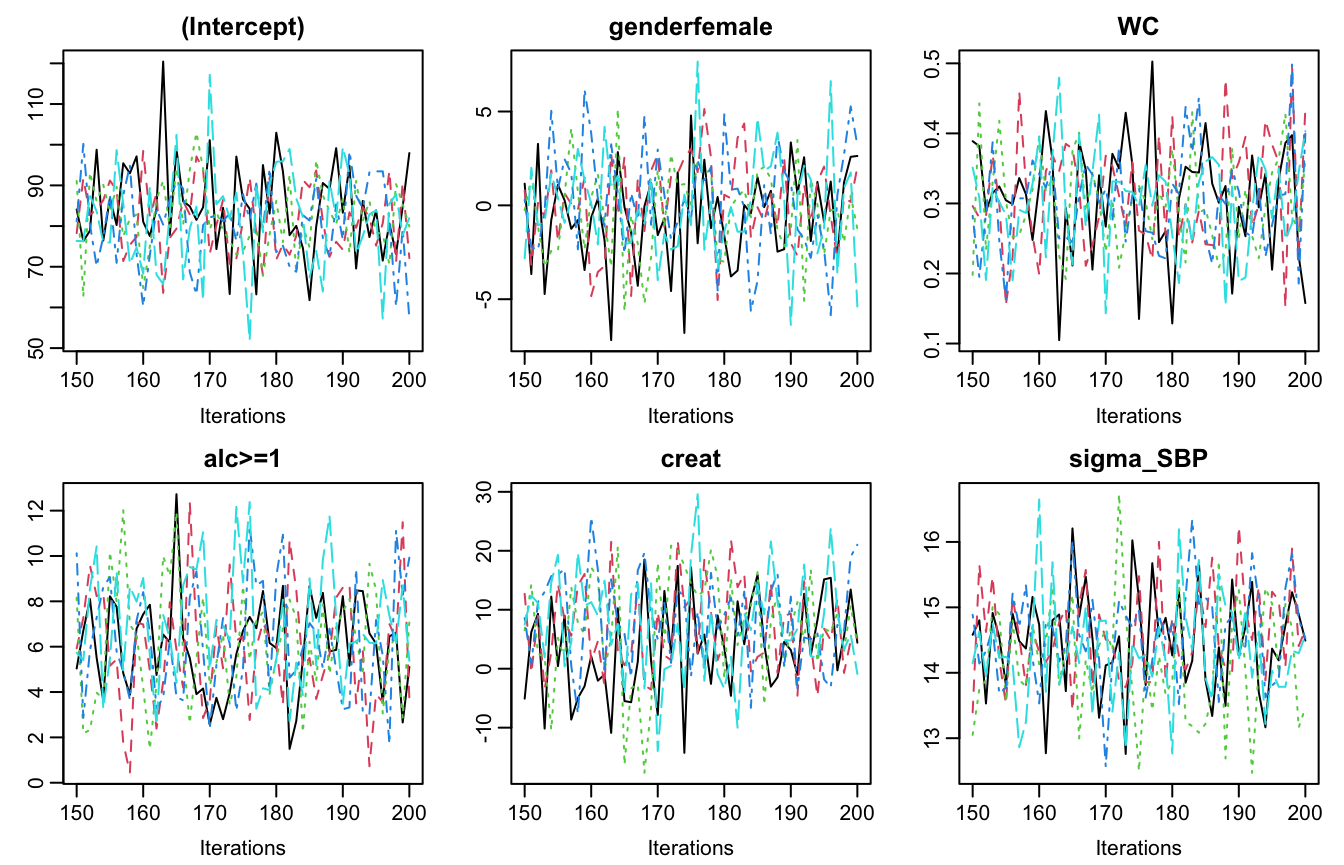 (Intercept)
50 70 90 110
150 160 170 180 190 200
Iterations
genderfemale
-5 0 5
150 160 170 180 190 200
Iterations
WC
0.1 0.2 0.3 0.4 0.5
150 160 170 180 190 200
Iterations
alc>=1
0 2 4 6 8 10 12
150 160 170 180 190 200
Iterations
creat
-10 0 10 20 30
150 160 170 180 190 200
Iterations
sigma_SBP
13 14 15 16
150 160 170 180 190 200
Iterations